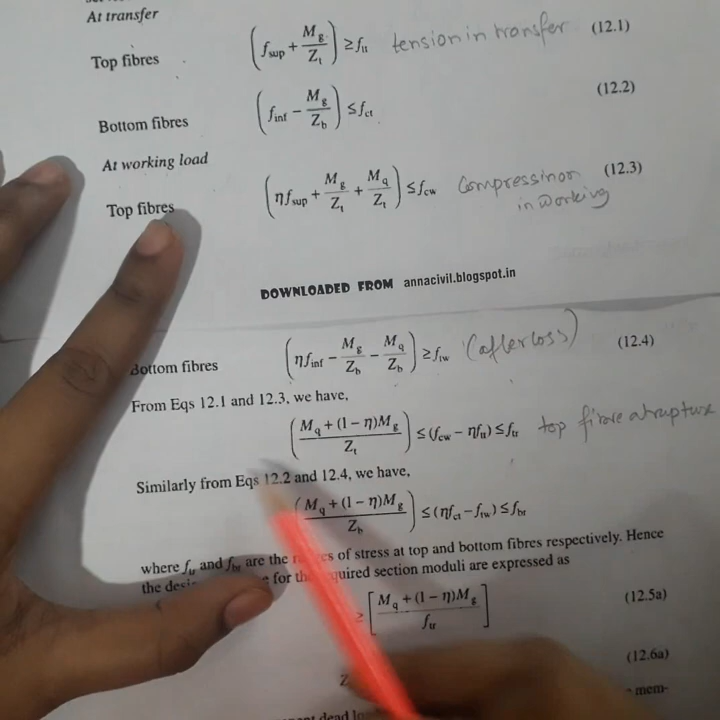 At transfer
Top fibres (f_sup + M_g/Z_t) ≥ f_tt tension in transfer (12.1)
Bottom fibres (f_inf − M_g/Z_b) ≤ f_ct (12.2)
At working load
Top fibres (ηf_sup + M_g/Z_t + M_q/Z_t) ≤ f_cw Compression in working (12.3)
DOWNLOADED FROM annacivil.blogspot.in
Bottom fibres (ηf_inf − M_g/Z_b − M_q/Z_b) ≥ f_tw (after loss) (12.4)
From Eqs 12.1 and 12.3, we have,
((M_q + (1 − η)M_g)/Z_t) ≤ (f_cw − ηf_tt) ≤ f_tr top fibre
Similarly from Eqs 12.2 and 12.4, we have,
((M_q + (1 − η)M_g)/Z_b) ≤ (ηf_ct − f_tw) ≤ f_br
where f_tr and f_br are the of stress at top and bottom fibres respectively. Hence
the for the section moduli are expressed as
≥ [(M_q + (1 − η)M_g)/f_tr] (12.5a)
Z (12.6a)
mem-
dead